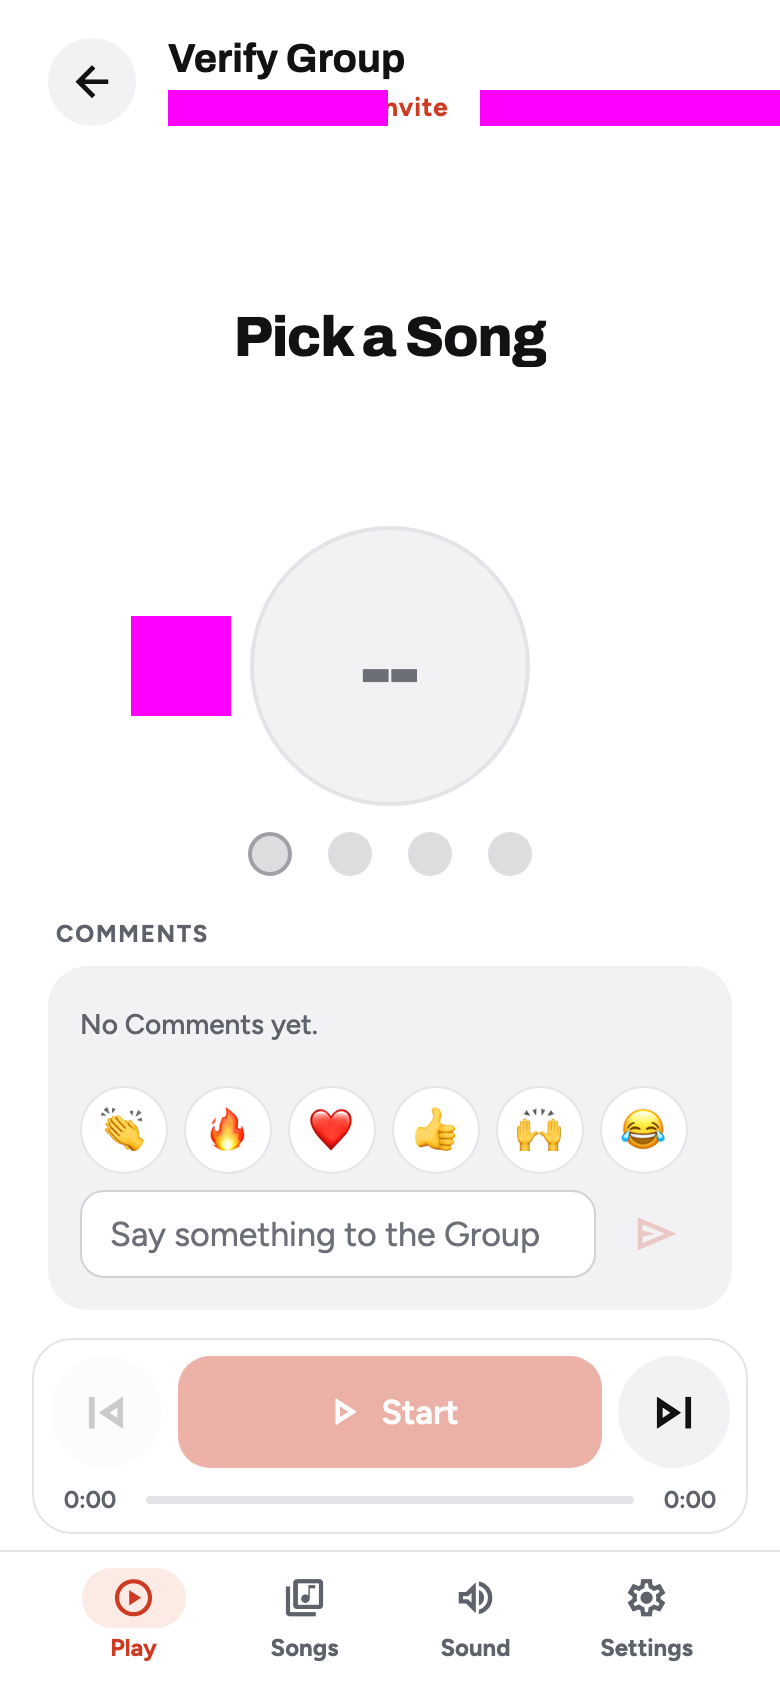 Verify Group
Pick a Song
--
COMMENTS
No Comments yet.
Say something to the Group
Start
0:00
0:00
Play
Songs
Sound
Settings